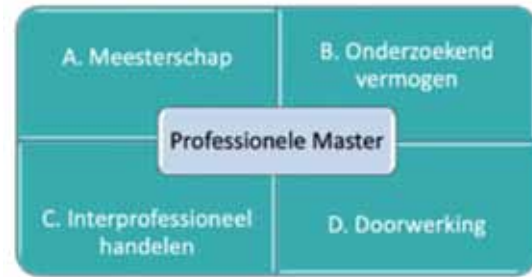 A. Meesterschap
B. Onderzoekend
vermogen
Professionele Master
C. Interprofessioneel
handelen
D. Doorwerking